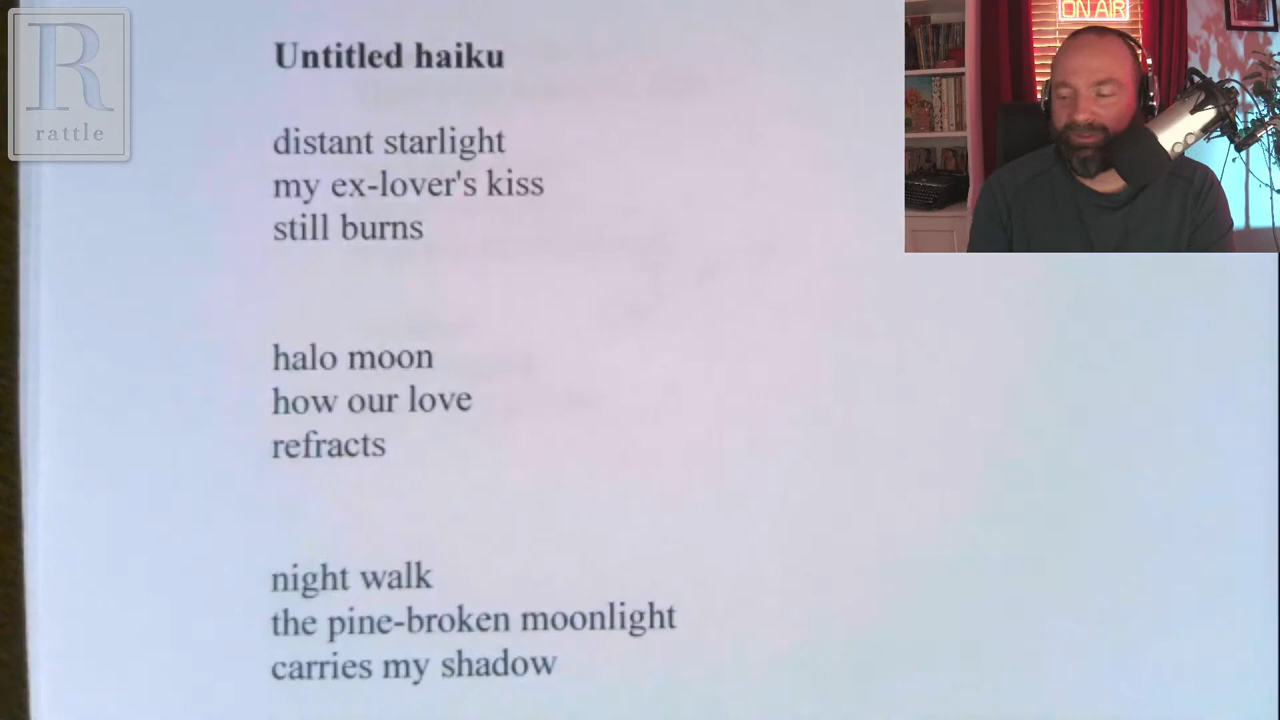 R
rattle
ON AIR
Untitled haiku
distant starlight
my ex-lover's kiss
still burns
halo moon
how our love
refracts
night walk
the pine-broken moonlight
carries my shadow